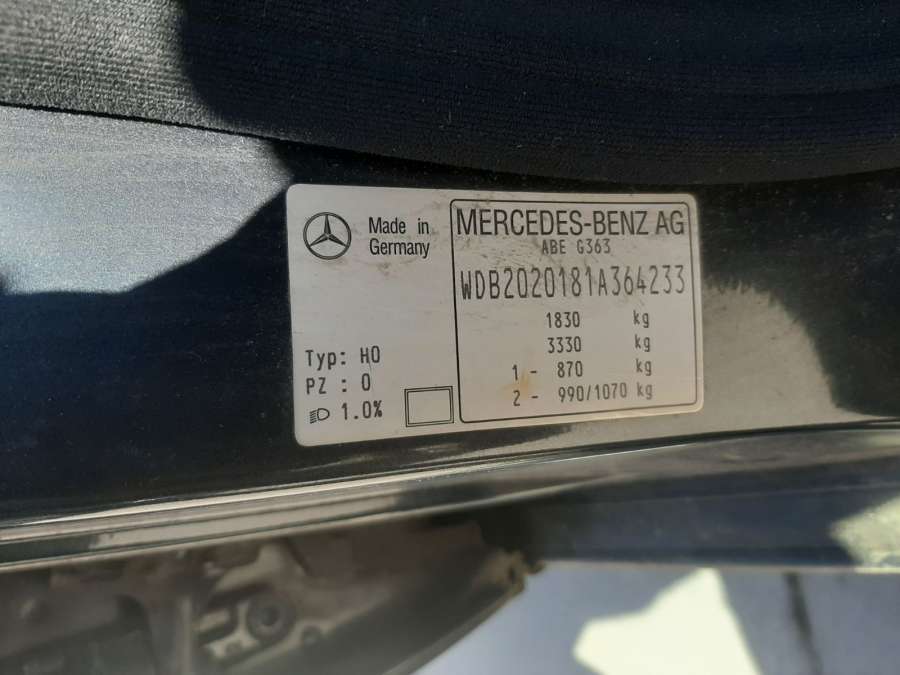 Made in
Germany
Typ: H0
PZ : 0
1.0%
MERCEDES-BENZ AG
ABE G363
WDB2020181A364233
1830 kg
3330 kg
1 - 870 kg
2 - 990/1070 kg